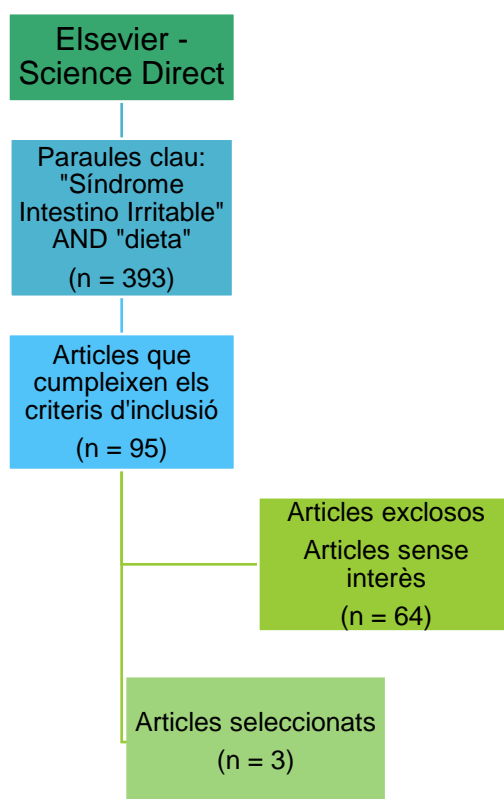 Elsevier -
Science Direct
Paraules clau:
"Síndrome
Intestino Irritable"
AND "dieta"
(n = 393)
Articles que
cumpleixen els
criteris d'inclusió
(n = 95)
Articles exclosos
Articles sense
interès
(n = 64)
Articles seleccionats
(n = 3)